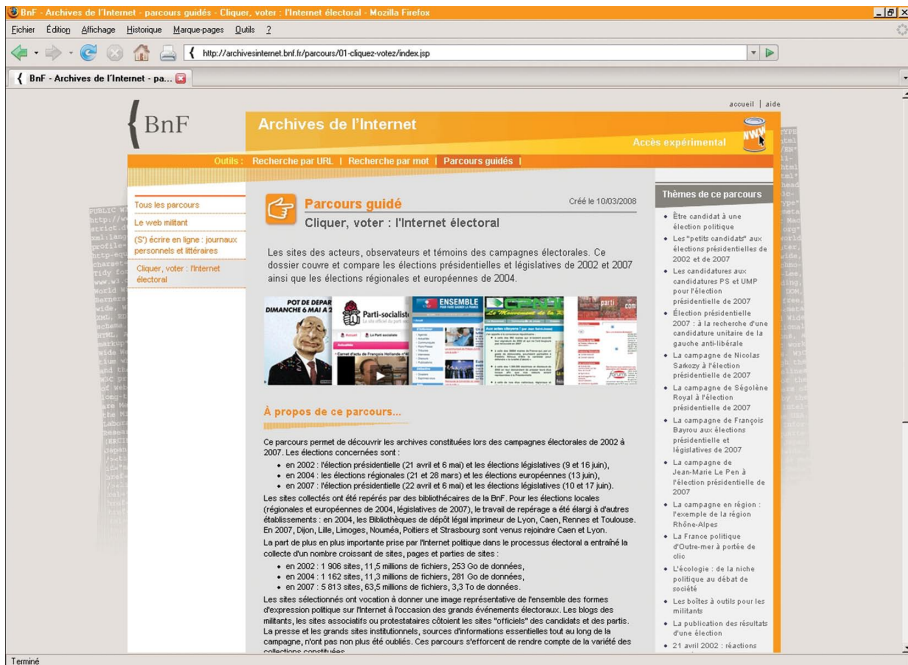 BnF - Archives de l'Internet - parcours guidés - Cliquer, voter : l'Internet électoral - Mozilla Firefox
Fichier Édition Affichage Historique Marque-pages Outils ?
http://archivesinternet.bnf.fr/parcours/01-cliquez-votez/index.jsp
BnF - Archives de l'Internet - pa...
accueil | aide
BnF
Archives de l'Internet
Accès expérimental
WWW
Outils : Recherche par URL | Recherche par mot | Parcours guidés |
Tous les parcours
Le web militant
(S') écrire en ligne : journaux
personnels et littéraires
Cliquer, voter : l'Internet
électoral
Parcours guidé
Créé le 10/03/2008
Cliquer, voter : l'Internet électoral
Les sites des acteurs, observateurs et témoins des campagnes électorales. Ce
dossier couvre et compare les élections présidentielles et législatives de 2002 et 2007
ainsi que les élections régionales et européennes de 2004.
POT DE DÉPAR
DIMANCHE 6 MAI A 2
Parti-socialiste
ENSEMBLE
parti
À propos de ce parcours...
Ce parcours permet de découvrir les archives constituées lors des campagnes électorales de 2002 à
2007. Les élections concernées sont :
• en 2002 : l'élection présidentielle (21 avril et 6 mai) et les élections législatives (9 et 16 juin),
• en 2004 : les élections régionales (21 et 28 mars) et les élections européennes (13 juin),
• en 2007 : l'élection présidentielle (22 avril et 6 mai) et les élections législatives (10 et 17 juin).
Les sites collectés ont été repérés par des bibliothécaires de la BnF. Pour les élections locales
(régionales et européennes de 2004, législatives de 2007), le travail de repérage a été élargi à d'autres
établissements : en 2004, les Bibliothèques de dépôt légal imprimeur de Lyon, Caen, Rennes et Toulouse.
En 2007, Dijon, Lille, Limoges, Nouméa, Poitiers et Strasbourg sont venues rejoindre Caen et Lyon.
La part de plus en plus importante prise par l'Internet politique dans le processus électoral a entraîné la
collecte d'un nombre croissant de sites, pages et parties de sites :
• en 2002 : 1 906 sites, 11,5 millions de fichiers, 253 Go de données,
• en 2004 : 1 162 sites, 11,3 millions de fichiers, 281 Go de données,
• en 2007 : 5 813 sites, 63,5 millions de fichiers, 3,3 To de données.
Les sites sélectionnés ont vocation à donner une image représentative de l'ensemble des formes
d'expression politique sur l'Internet à l'occasion des grands événements électoraux. Les blogs des
militants, les sites associatifs ou protestataires côtoient les sites "officiels" des candidats et des partis.
La presse et les grands sites institutionnels, sources d'informations essentielles tout au long de la
campagne, n'ont pas non plus été oubliés. Ces parcours s'efforcent de rendre compte de la variété des
collections constituées.
Thèmes de ce parcours
• Être candidat à une
élection politique
• Les "petits candidats" aux
élections présidentielles de
2002 et de 2007
• Les candidatures aux
candidatures PS et UMP
pour l'élection
présidentielle de 2007
• Élection présidentielle
2007 : à la recherche d'une
candidature unitaire de la
gauche anti-libérale
• La campagne de Nicolas
Sarkozy à l'élection
présidentielle de 2007
• La campagne de Ségolène
Royal à l'élection
présidentielle de 2007
• La campagne de François
Bayrou aux élections
présidentielle et
législatives de 2007
• La campagne de
Jean-Marie Le Pen à
l'élection présidentielle de
2007
• La campagne en région :
l'exemple de la région
Rhône-Alpes
• La France politique
d'Outre-mer à portée de
clic
• L'écologie : de la niche
politique au débat de
société
• Les boîtes à outils pour les
militants
• La publication des résultats
d'une élection
• 21 avril 2002 : réactions
Terminé